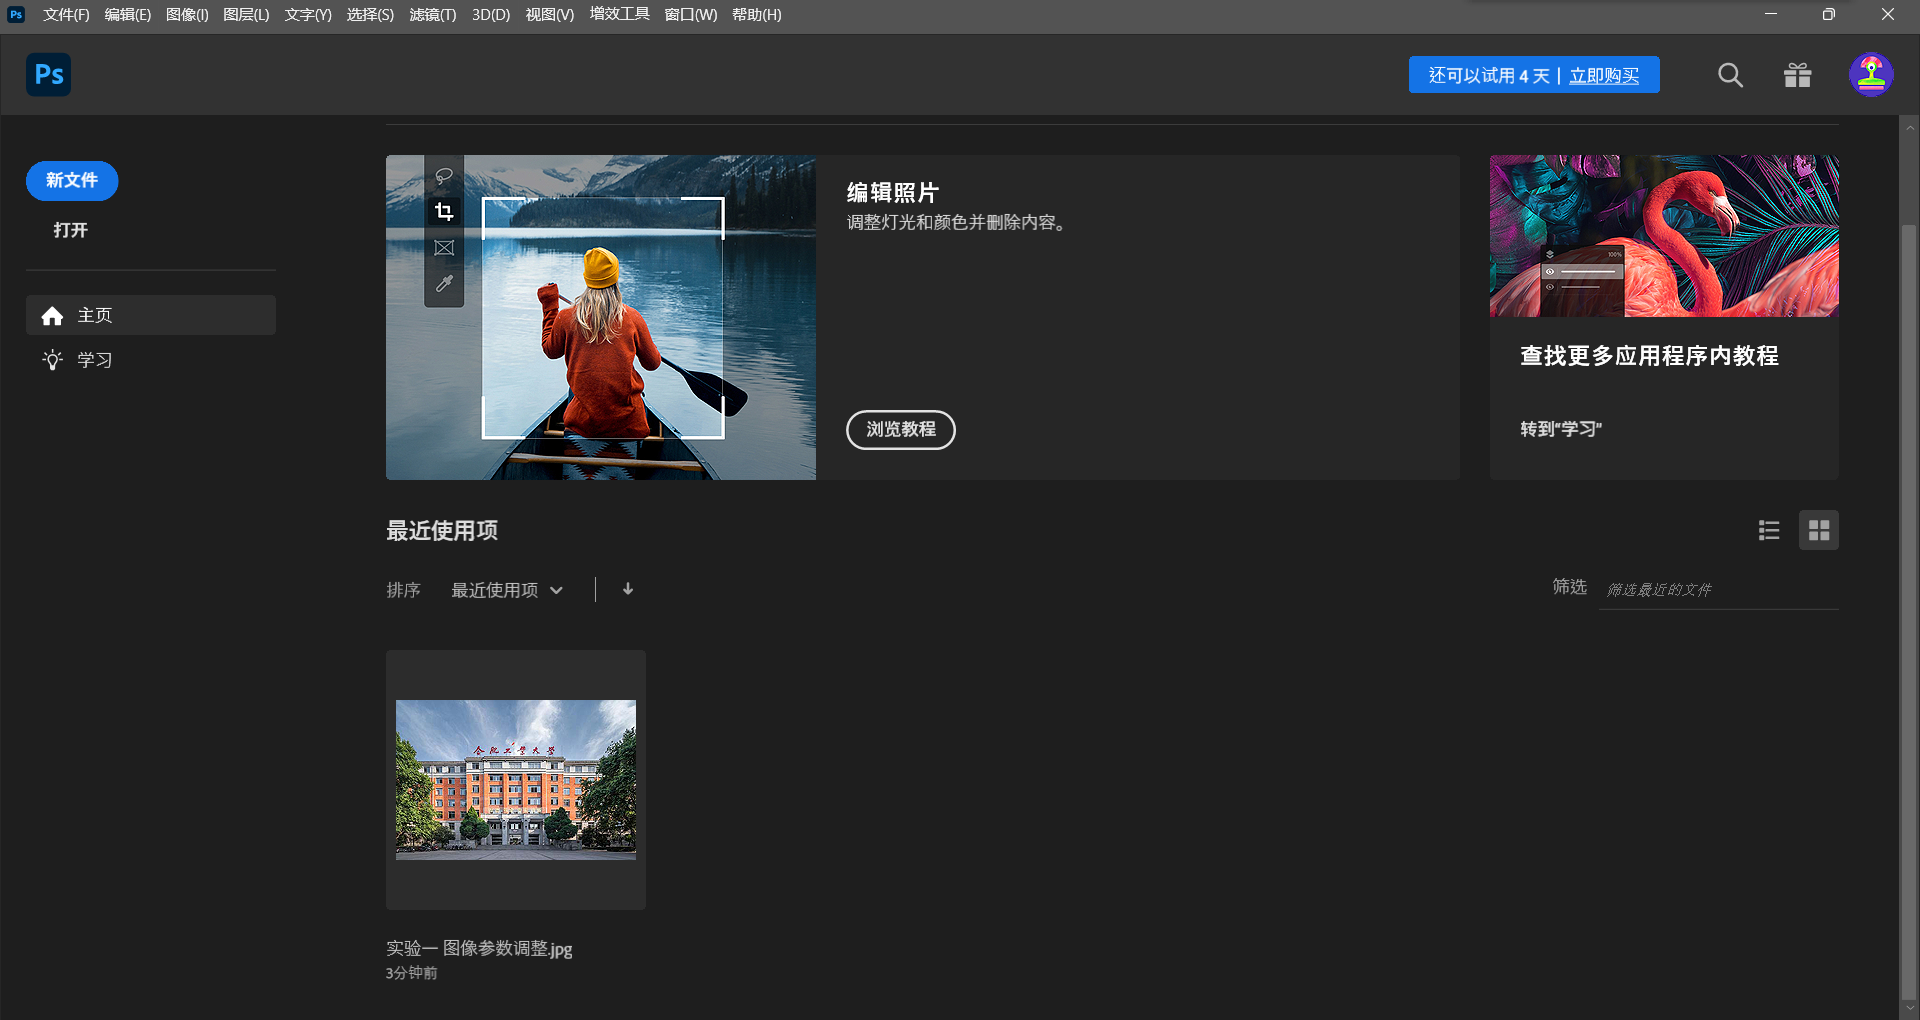 Ps 文件(F) 编辑(E) 图像(I) 图层(L) 文字(Y) 选择(S) 滤镜(T) 3D(D) 视图(V) 增效工具 窗口(W) 帮助(H)
Ps
还可以试用 4 天 | 立即购买
新文件
打开
主页
学习
编辑照片
调整灯光和颜色并删除内容。
浏览教程
100%
查找更多应用程序内教程
转到“学习”
最近使用项
排序 最近使用项
筛选 筛选最近的文件
合肥工业大学
实验一 图像参数调整.jpg
3分钟前